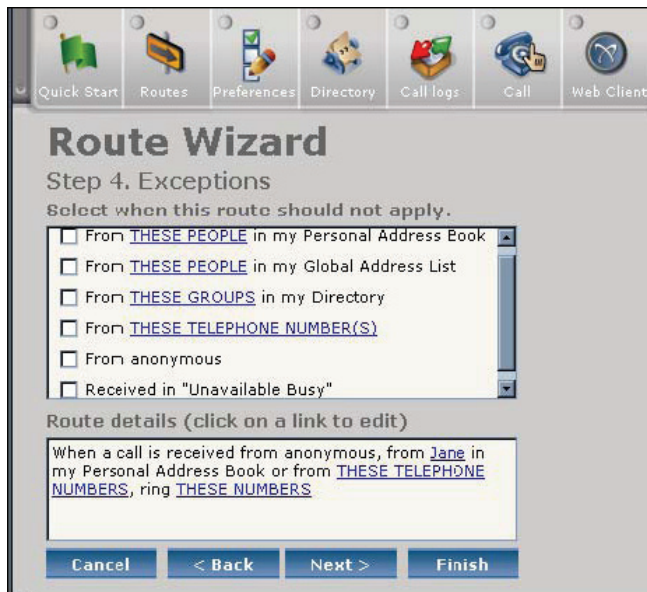 Quick Start Routes Preferences Directory Call logs Call Web Client
Route Wizard
Step 4. Exceptions
Select when this route should not apply.
From THESE PEOPLE in my Personal Address Book
From THESE PEOPLE in my Global Address List
From THESE GROUPS in my Directory
From THESE TELEPHONE NUMBER(S)
From anonymous
Received in "Unavailable Busy"
Route details (click on a link to edit)
When a call is received from anonymous, from Jane in
my Personal Address Book or from THESE TELEPHONE
NUMBERS, ring THESE NUMBERS
Cancel < Back Next > Finish